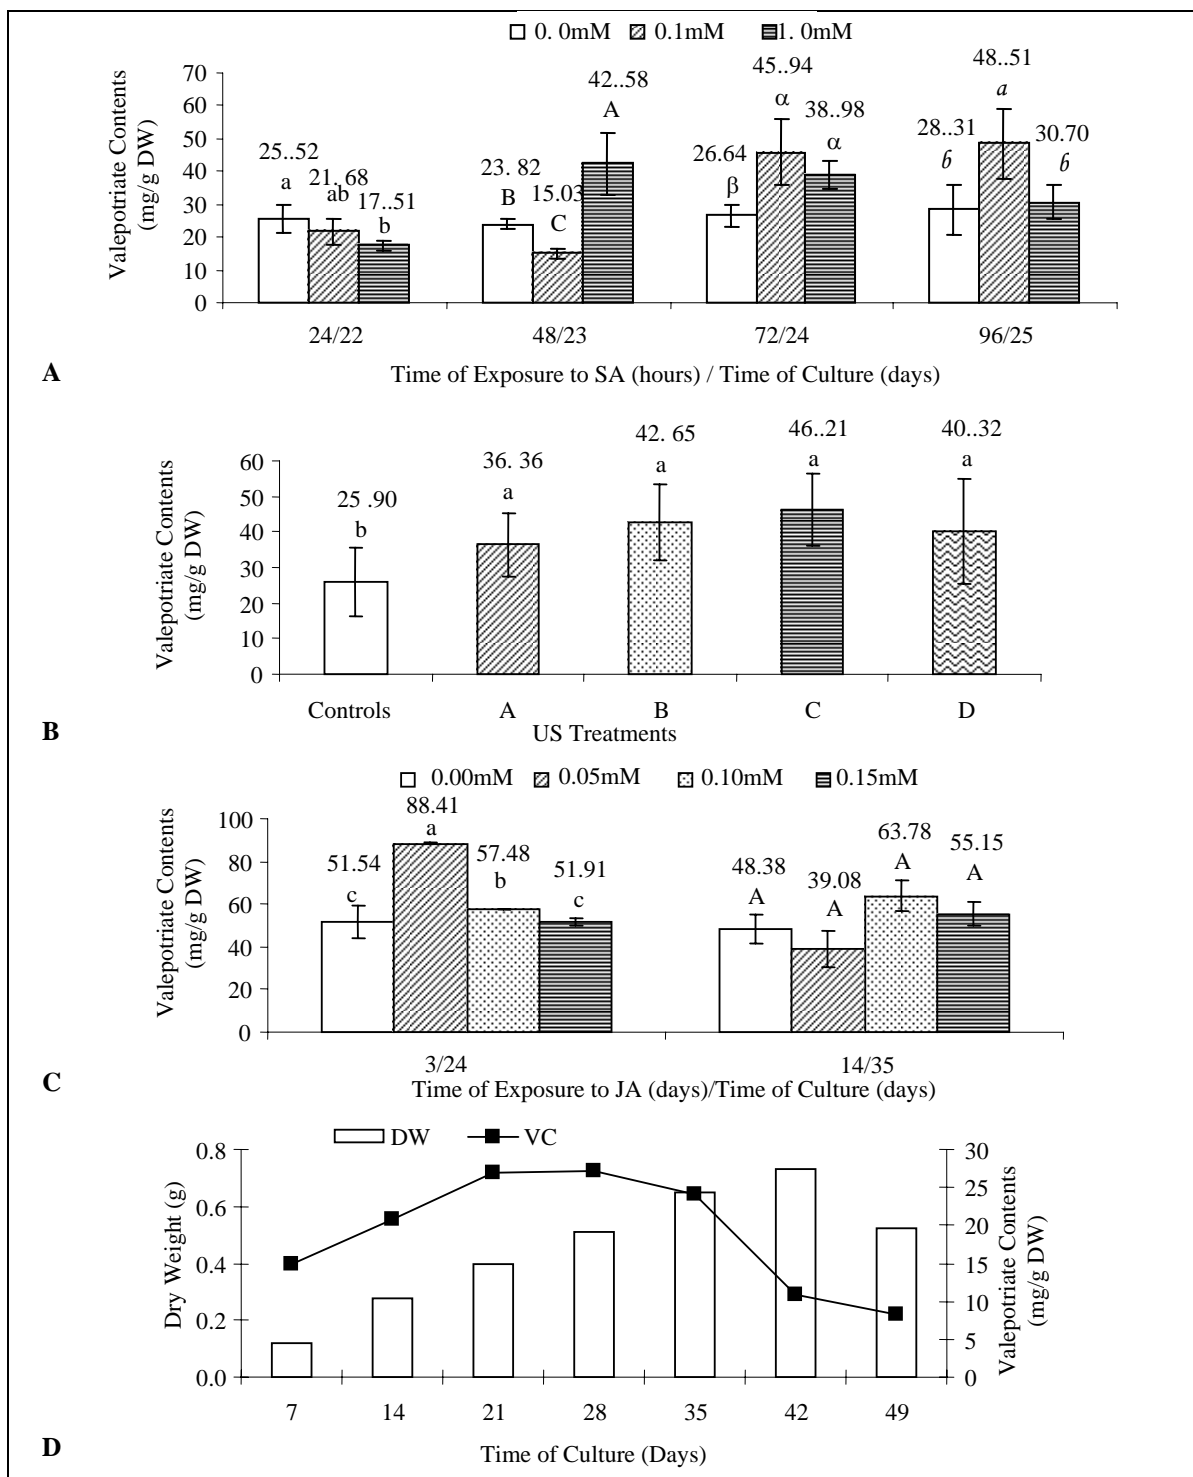 0. 0mM 0.1mM 1. 0mM
Valepotriate Contents
(mg/g DW)
70
60
50
40
30
20
10
0
25..52
a
21. 68
ab
17..51
b
23. 82
B
15.03
C
42..58
A
26.64
β
45..94
α
38..98
α
28..31
b
48..51
a
30.70
b
24/22 48/23 72/24 96/25
A
Time of Exposure to SA (hours) / Time of Culture (days)
Valepotriate Contents
(mg/g DW)
60
50
40
30
20
10
0
25 .90
b
36. 36
a
42. 65
a
46..21
a
40..32
a
Controls A B C D
B
US Treatments
0.00mM 0.05mM 0.10mM 0.15mM
Valepotriate Contents
(mg/g DW)
100
80
60
40
20
0
51.54
c
88.41
a
57.48
b
51.91
c
48.38
A
39.08
A
63.78
A
55.15
A
3/24 14/35
C
Time of Exposure to JA (days)/Time of Culture (days)
DW VC
Dry Weight (g)
0.8
0.6
0.4
0.2
0.0
30
25
20
15
10
5
0
Valepotriate Contents
(mg/g DW)
7 14 21 28 35 42 49
D
Time of Culture (Days)